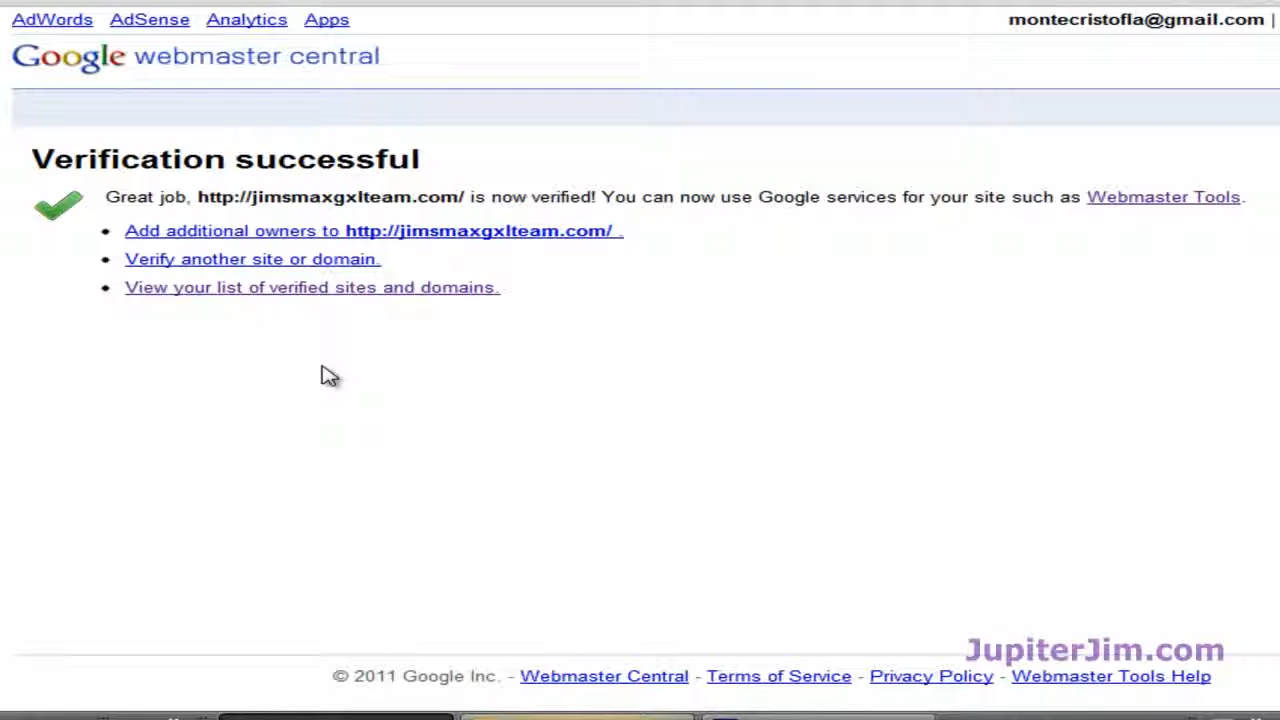 AdWords AdSense Analytics Apps montecristofla@gmail.com |
Google webmaster central
Verification successful
Great job, http://jimsmaxgxlteam.com/ is now verified! You can now use Google services for your site such as Webmaster Tools.
• Add additional owners to http://jimsmaxgxlteam.com/ .
• Verify another site or domain.
• View your list of verified sites and domains.
JupiterJim.com
© 2011 Google Inc. - Webmaster Central - Terms of Service - Privacy Policy - Webmaster Tools Help